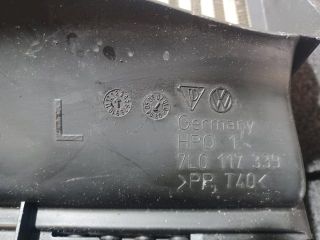 L
Germany
HPO 1
7L0 117 339
>PP T40<